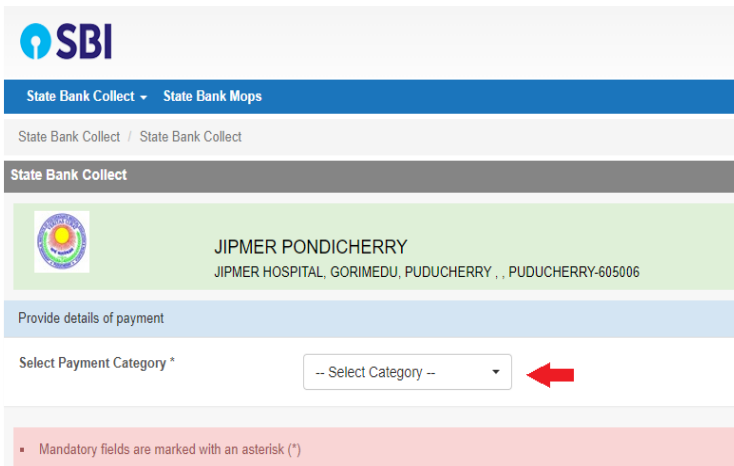 SBI
State Bank Collect State Bank Mops
State Bank Collect / State Bank Collect
State Bank Collect
JIPMER PONDICHERRY
JIPMER HOSPITAL, GORIMEDU, PUDUCHERRY , , PUDUCHERRY-605006
Provide details of payment
Select Payment Category *
-- Select Category --
Mandatory fields are marked with an asterisk (*)